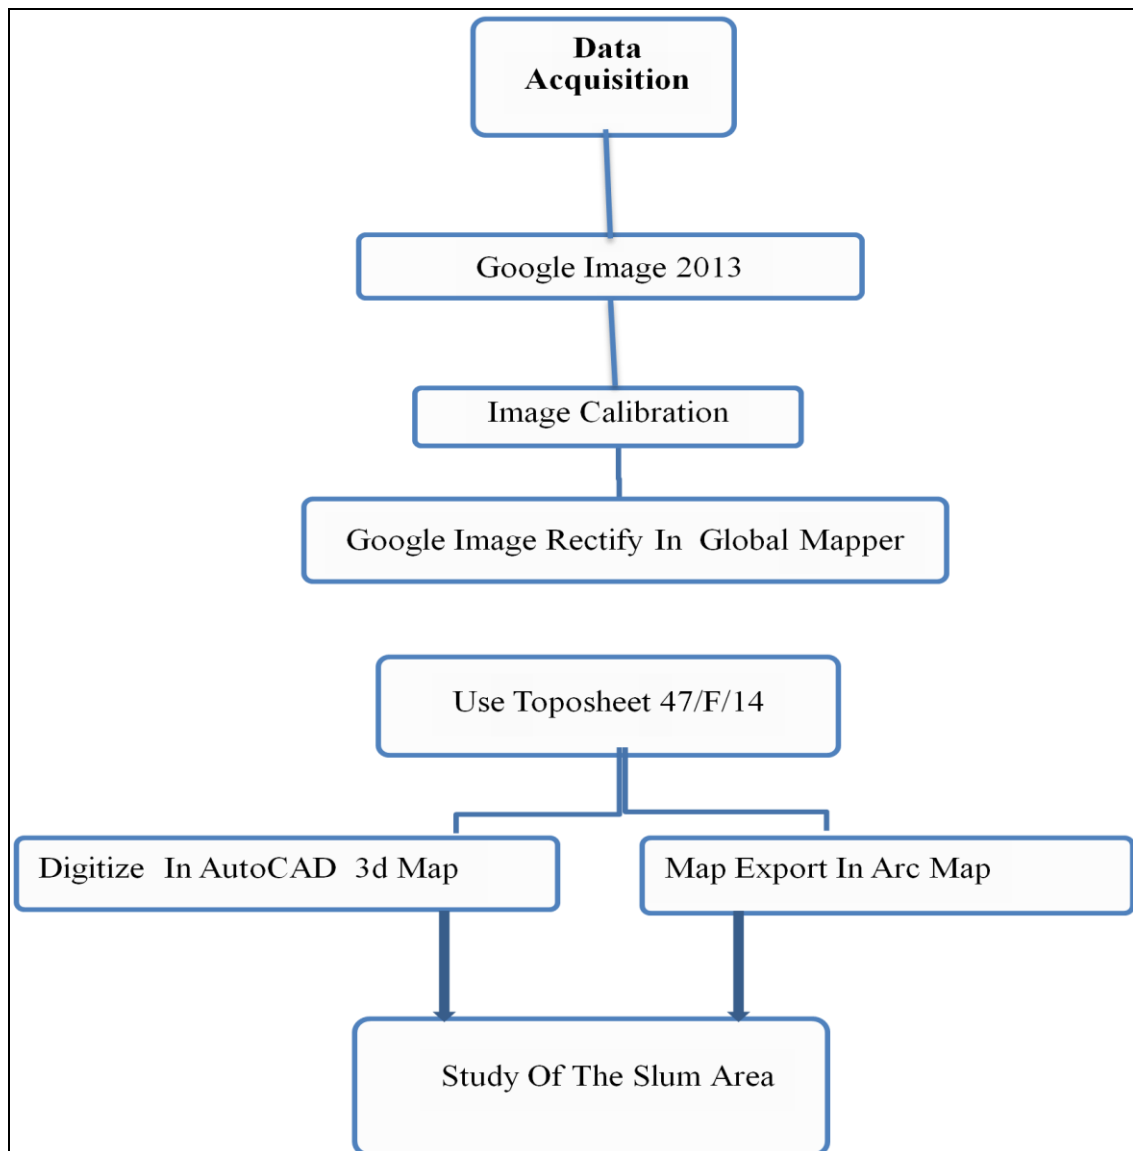 Data
Acquisition
Google Image 2013
Image Calibration
Google Image Rectify In Global Mapper
Use Toposheet 47/F/14
Digitize In AutoCAD 3d Map
Map Export In Arc Map
Study Of The Slum Area